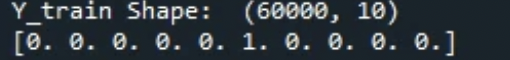 Y_train Shape:  (60000, 10)
[0. 0. 0. 0. 0. 1. 0. 0. 0. 0.]